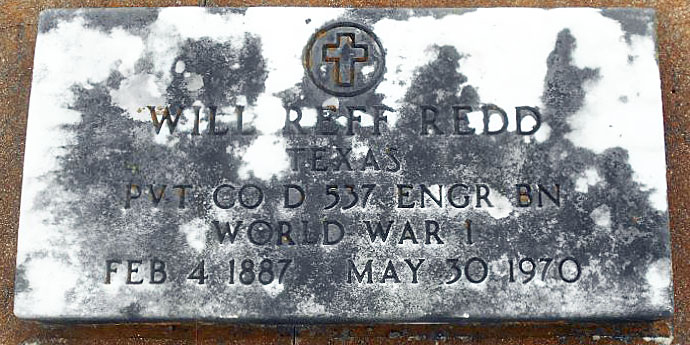 WILL REFF REDD
TEXAS
PVT CO D 537 ENGR BN
WORLD WAR I
FEB 4 1887 MAY 30 1970